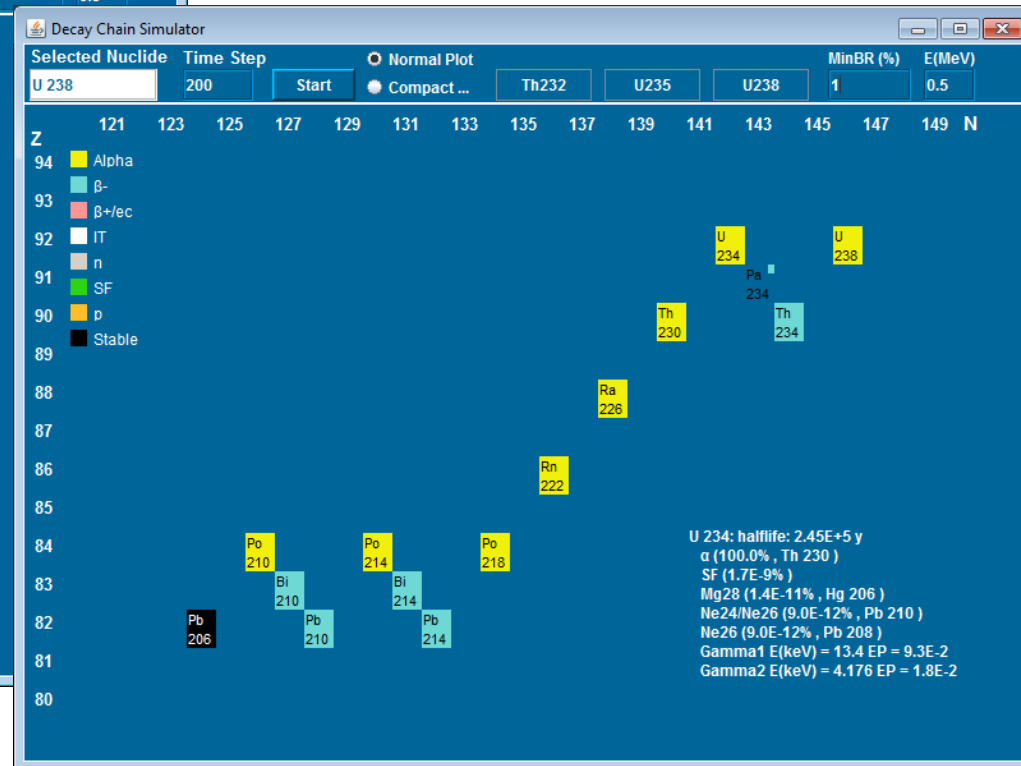 Decay Chain Simulator
Selected Nuclide Time Step Normal Plot MinBR (%) E(MeV)
U 238 200 Start Compact ... Th232 U235 U238 1 0.5
121 123 125 127 129 131 133 135 137 139 141 143 145 147 149 N
Z
94 Alpha
β-
93
β+/ec
92 IT U U
234 238
n
91 Pa
SF 234
90 p Th Th
230 234
Stable
89
88 Ra
226
87
86 Rn
222
85
84 Po Po Po
210 214 218
83 Bi Bi
210 214
82 Pb Pb Pb
206 210 214
81
80
U 234: halflife: 2.45E+5 y
α (100.0% , Th 230 )
SF (1.7E-9% )
Mg28 (1.4E-11% , Hg 206 )
Ne24/Ne26 (9.0E-12% , Pb 210 )
Ne26 (9.0E-12% , Pb 208 )
Gamma1 E(keV) = 13.4 EP = 9.3E-2
Gamma2 E(keV) = 4.176 EP = 1.8E-2